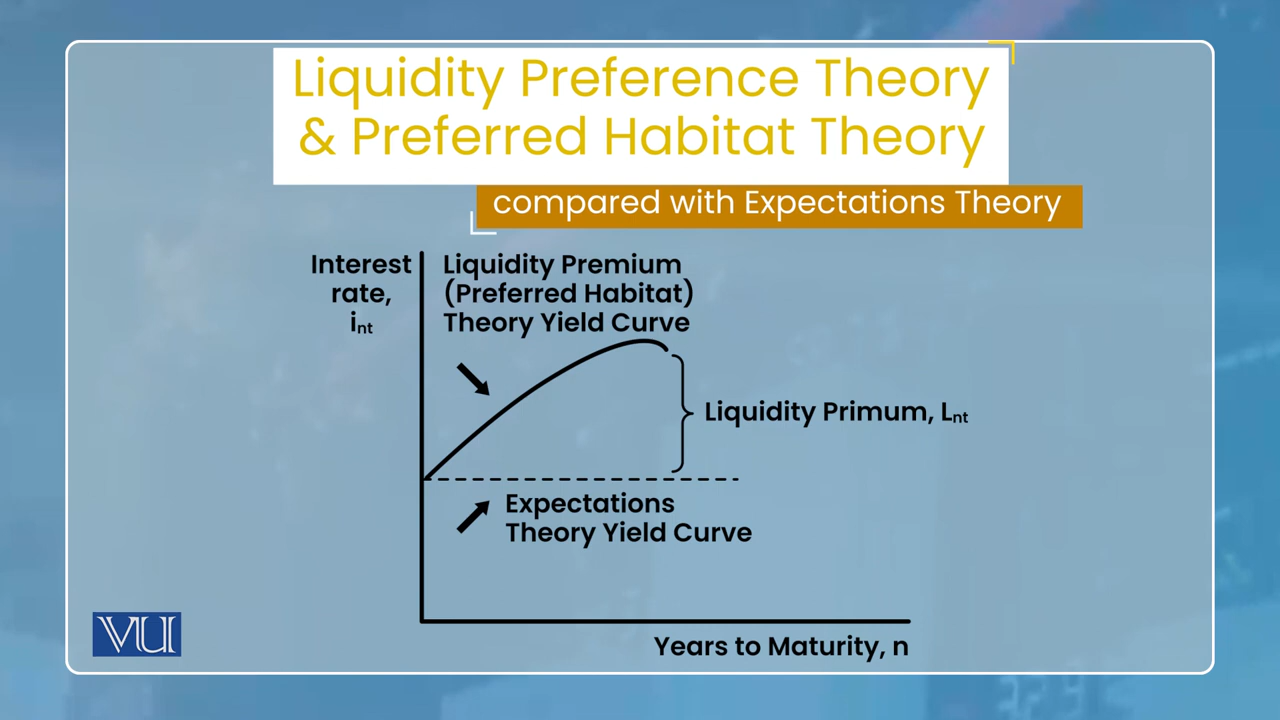 Liquidity Preference Theory
& Preferred Habitat Theory
compared with Expectations Theory
Interest
rate,
iₙₜ
Liquidity Premium
(Preferred Habitat)
Theory Yield Curve
Liquidity Primum, Lₙₜ
Expectations
Theory Yield Curve
Years to Maturity, n
VU